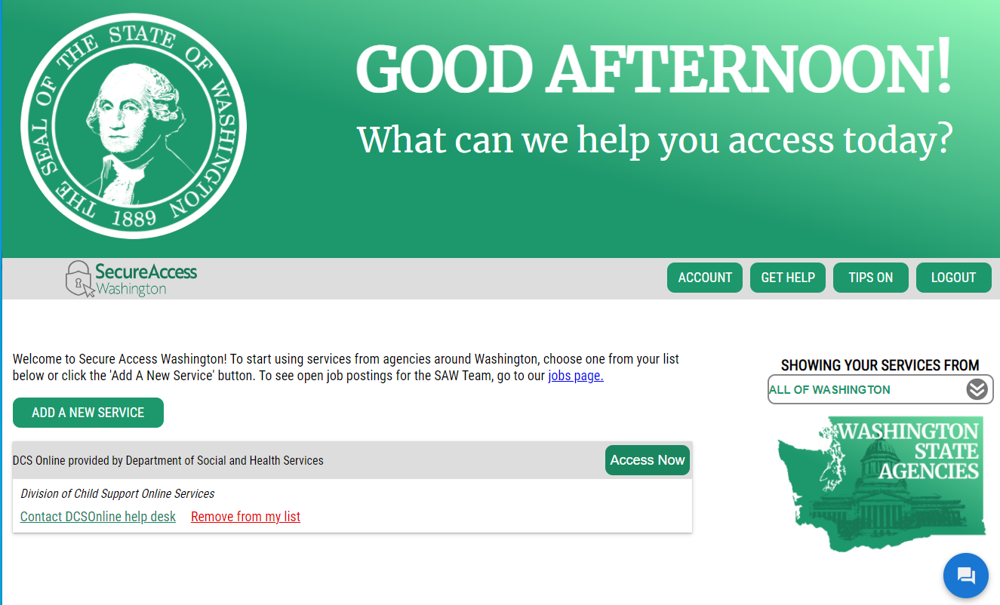 THE SEAL OF THE STATE OF WASHINGTON
1889
GOOD AFTERNOON!
What can we help you access today?
SecureAccess
Washington
ACCOUNT
GET HELP
TIPS ON
LOGOUT
Welcome to Secure Access Washington! To start using services from agencies around Washington, choose one from your list
below or click the 'Add A New Service' button. To see open job postings for the SAW Team, go to our jobs page.
ADD A NEW SERVICE
DCS Online provided by Department of Social and Health Services
Access Now
Division of Child Support Online Services
Contact DCSOnline help desk
Remove from my list
SHOWING YOUR SERVICES FROM
ALL OF WASHINGTON
WASHINGTON
STATE
AGENCIES